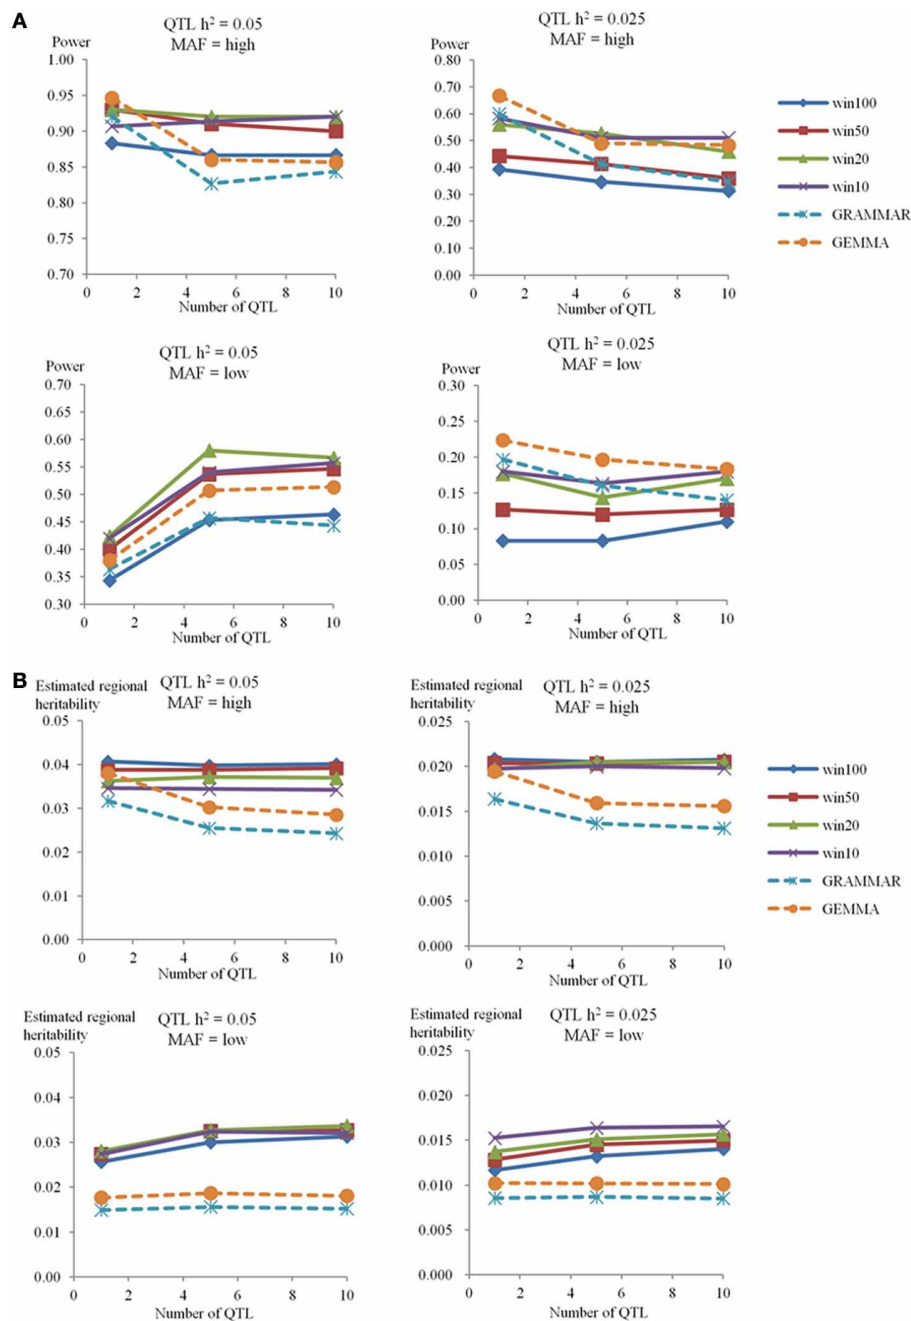 A
QTL h² = 0.05
MAF = high
Power
1.00
0.95
0.90
0.85
0.80
0.75
0.70
0 2 4 6 8 10
Number of QTL
QTL h² = 0.025
MAF = high
Power
0.80
0.70
0.60
0.50
0.40
0.30
0.20
0.10
0.00
0 2 4 6 8 10
Number of QTL
win100
win50
win20
win10
GRAMMAR
GEMMA
QTL h² = 0.05
MAF = low
Power
0.70
0.65
0.60
0.55
0.50
0.45
0.40
0.35
0.30
0 2 4 6 8 10
Number of QTL
QTL h² = 0.025
MAF = low
Power
0.30
0.25
0.20
0.15
0.10
0.05
0.00
0 2 4 6 8 10
Number of QTL
B
Estimated regional
heritability
QTL h² = 0.05
MAF = high
0.05
0.04
0.03
0.02
0.01
0.00
0 2 4 6 8 10
Number of QTL
Estimated regional
heritability
QTL h² = 0.025
MAF = high
0.025
0.020
0.015
0.010
0.005
0.000
0 2 4 6 8 10
Number of QTL
win100
win50
win20
win10
GRAMMAR
GEMMA
Estimated regional
heritability
QTL h² = 0.05
MAF = low
0.05
0.04
0.03
0.02
0.01
0.00
0 2 4 6 8 10
Number of QTL
Estimated regional
heritability
QTL h² = 0.025
MAF = low
0.025
0.020
0.015
0.010
0.005
0.000
0 2 4 6 8 10
Number of QTL